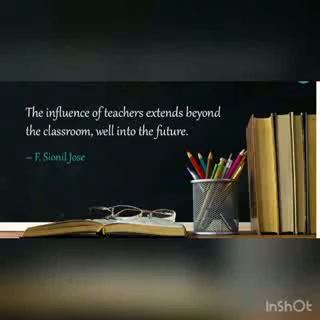 The influence of teachers extends beyond
the classroom, well into the future.
– F. Sionil Jose
InShOt